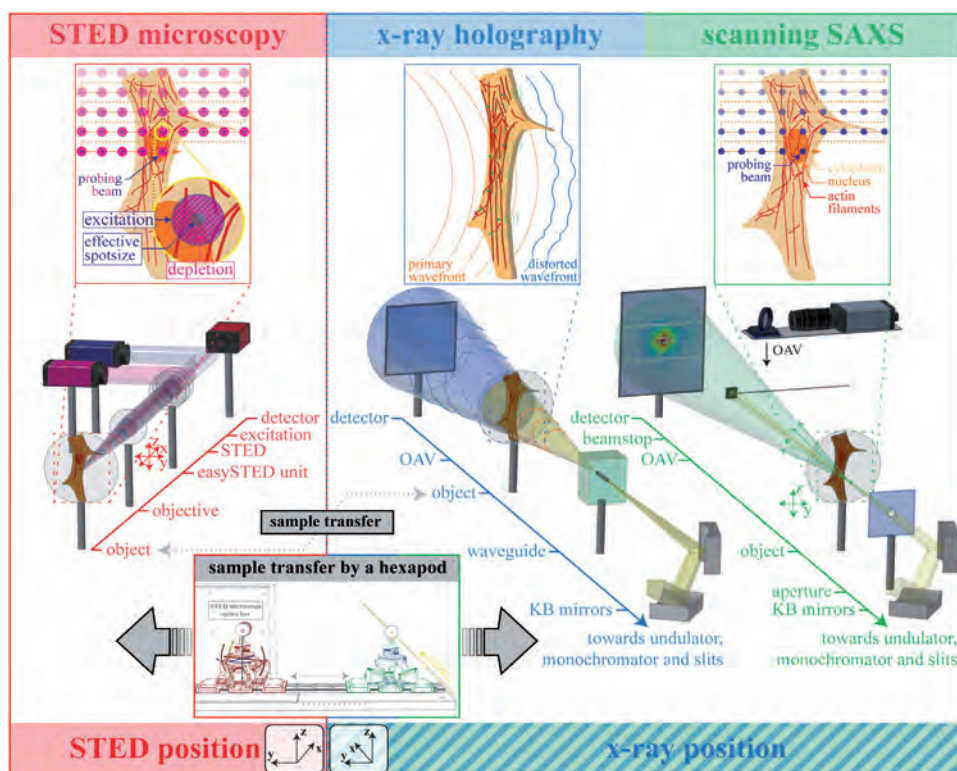 STED microscopy
x-ray holography
scanning SAXS
probing
beam
excitation
effective
spotsize
depletion
primary
wavefront
distorted
wavefront
probing
beam
cytoplasm
nucleus
actin
filaments
OAV
z
x
y
detector
excitation
STED
easySTED unit
objective
object
detector
OAV
object
waveguide
KB mirrors
towards undulator,
monochromator and slits
detector
beamstop
OAV
object
aperture
KB mirrors
towards undulator,
monochromator and slits
sample transfer
sample transfer by a hexapod
STED microscope
STED position
y
z
x
x
z
y
x-ray position